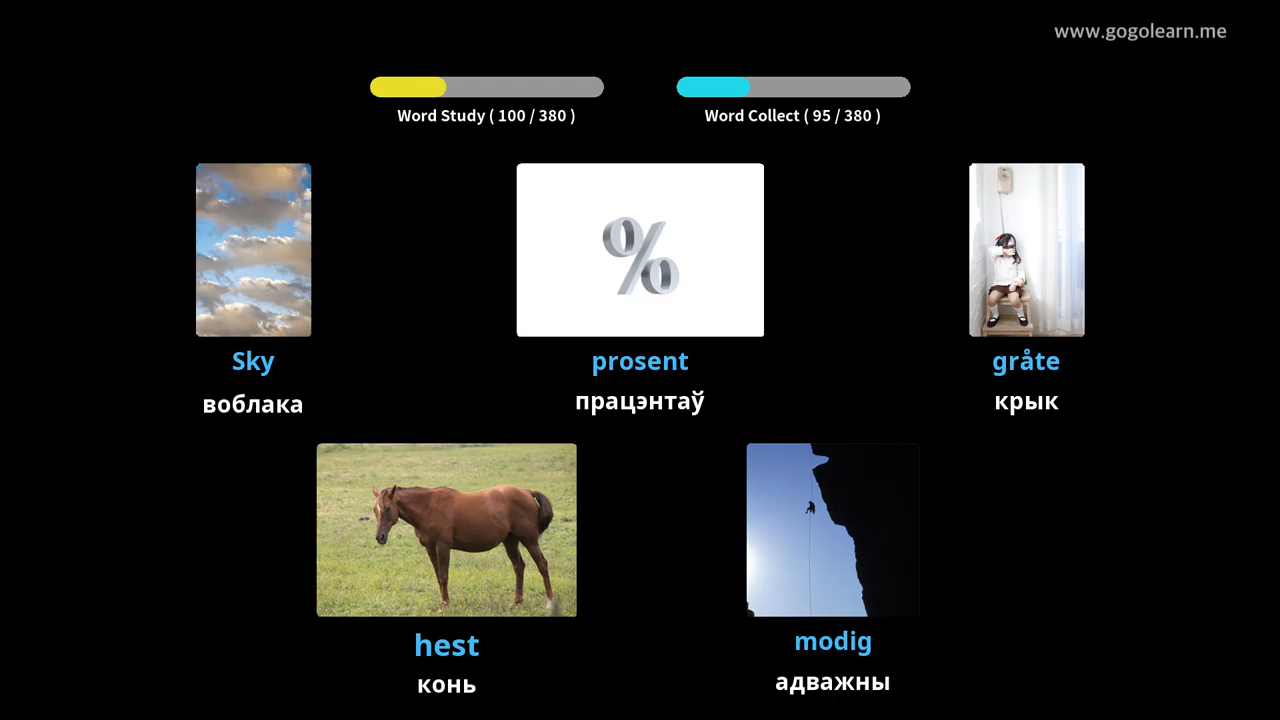 www.gogolearn.me
Word Study ( 100 / 380 )
Word Collect ( 95 / 380 )
Sky
prosent
gråte
воблака
працэнтаў
крык
hest
modig
конь
адважны